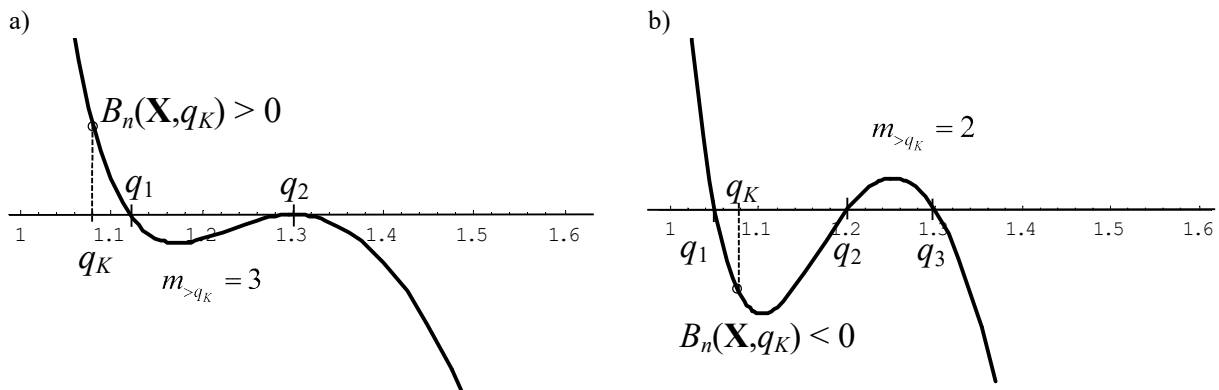 a)
B_n(X,q_K) > 0
q_1
q_2
1 1.1 1.2 1.3 1.4 1.5 1.6
q_K
m_{>q_K} = 3
b)
m_{>q_K} = 2
q_K
1 1.1 1.2 1.3 1.4 1.5 1.6
q_1
q_2
q_3
B_n(X,q_K) < 0